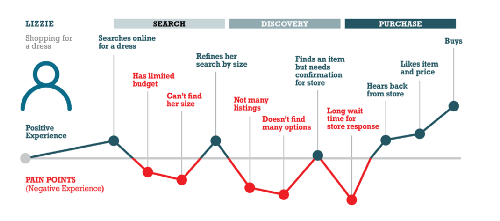 LIZZIE
SEARCH
DISCOVERY
PURCHASE
Shopping for
a dress
Searches online
for a dress
Has limited
budget
Can't find
her size
Refines her
search by size
Not many
listings
Doesn't find
many options
Finds an item
but needs
confirmation
for store
Long wait
time for
store response
Hears back
from store
Likes item
and price
Buys
Positive
Experience
PAIN POINTS
(Negative Experience)